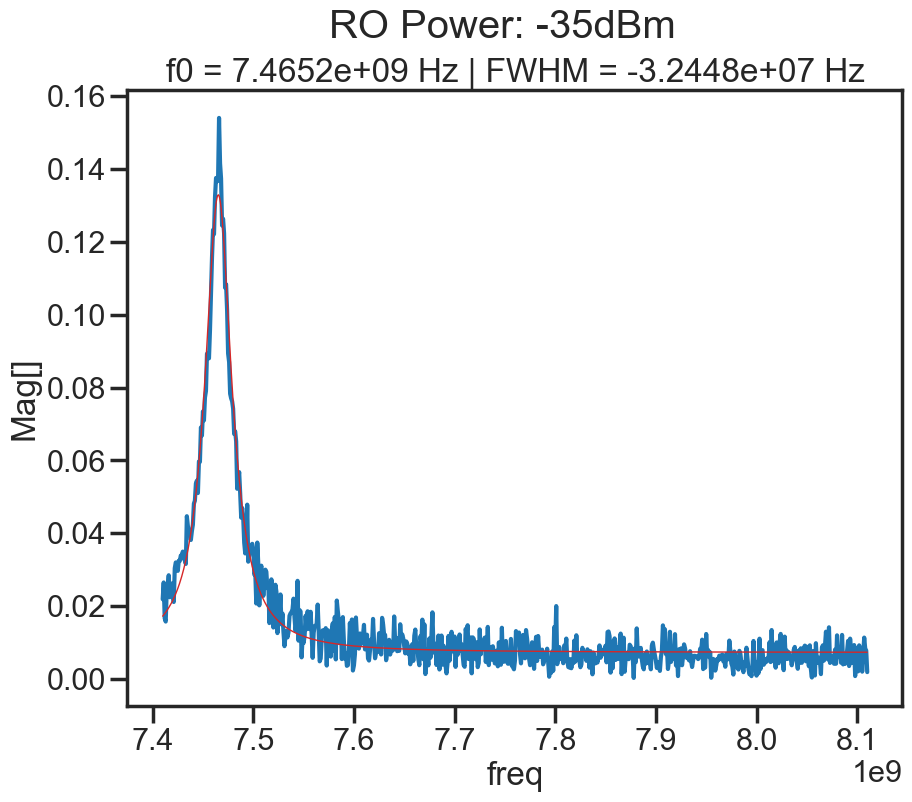 RO Power: -35dBm
f0 = 7.4652e+09 Hz | FWHM = -3.2448e+07 Hz
0.16
0.14
0.12
0.10
0.08
0.06
0.04
0.02
0.00
Mag[]
7.4 7.5 7.6 7.7 7.8 7.9 8.0 8.1
freq
1e9